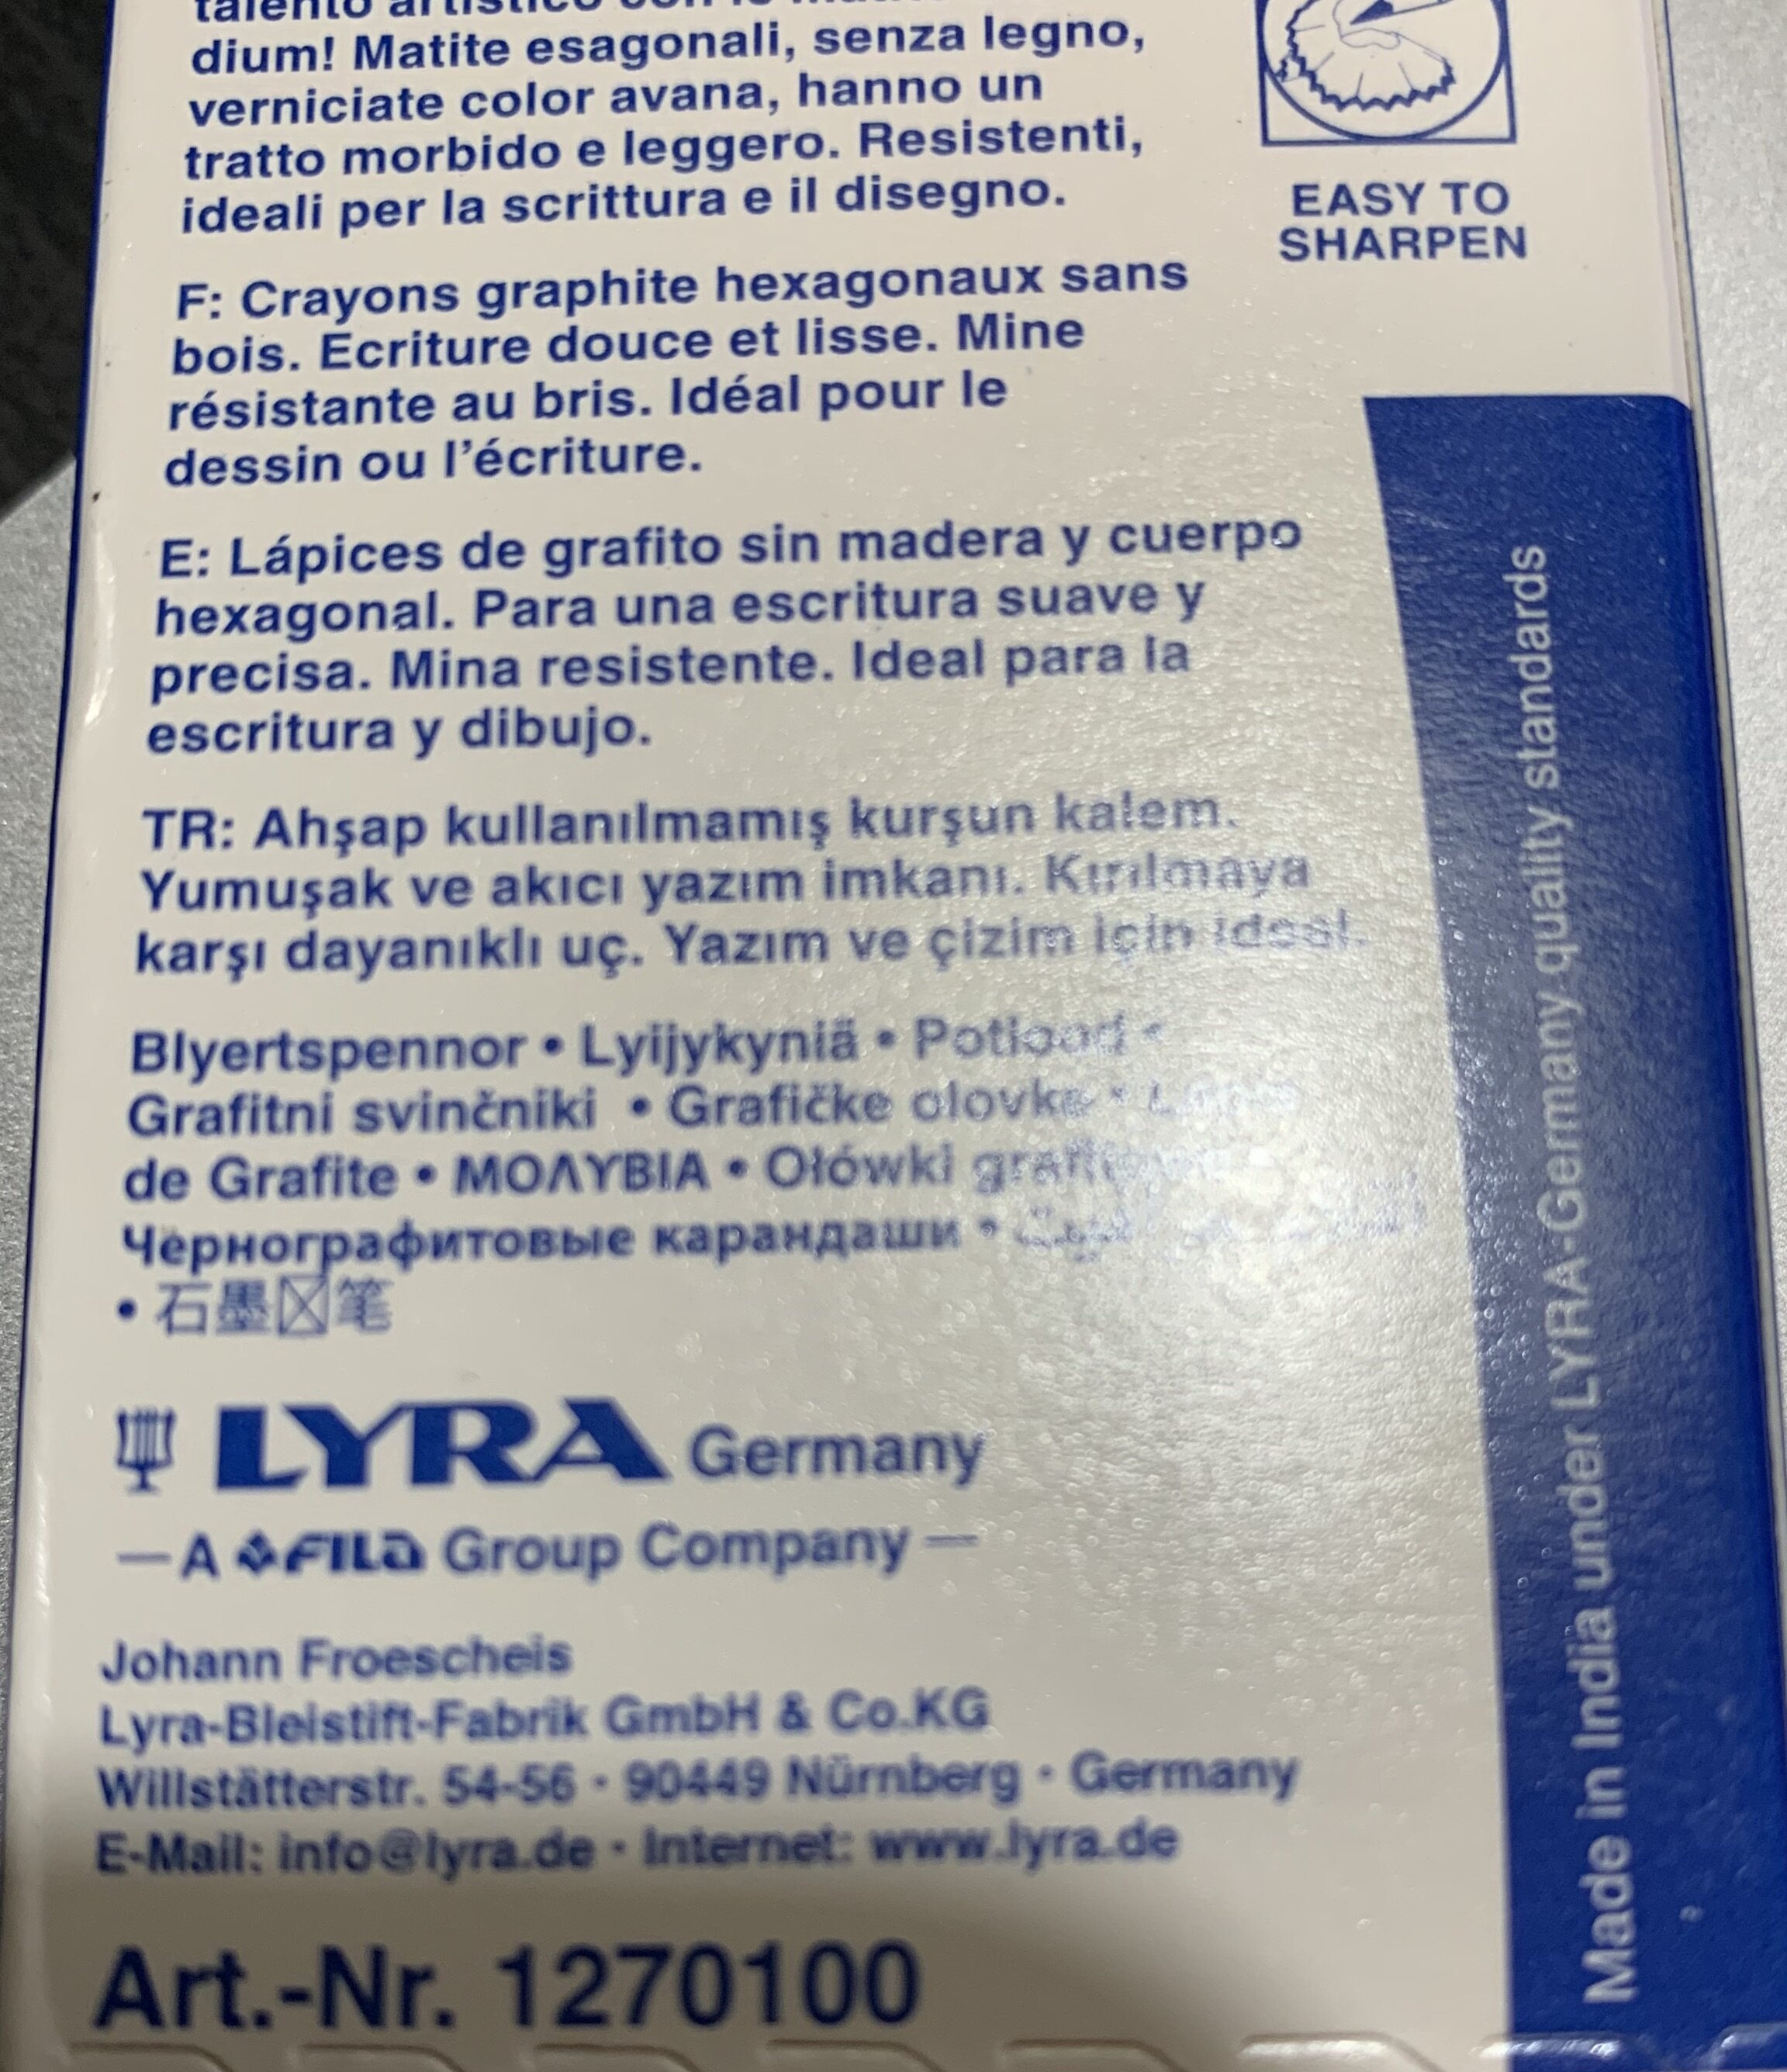 dium! Matite esagonali, senza legno,
verniciate color avana, hanno un
tratto morbido e leggero. Resistenti,
ideali per la scrittura e il disegno.
EASY TO
SHARPEN
F: Crayons graphite hexagonaux sans
bois. Ecriture douce et lisse. Mine
résistante au bris. Idéal pour le
dessin ou l'écriture.
E: Lápices de grafito sin madera y cuerpo
hexagonal. Para una escritura suave y
precisa. Mina resistente. Ideal para la
escritura y dibujo.
TR: Ahşap kullanılmamış kurşun kalem.
Yumuşak ve akıcı yazım imkanı. Kırılmaya
karşı dayanıklı uç. Yazım ve çizim için ideal.
Blyertspennor • Lyijykyniä • Potlood •
Grafitni svinčniki • Grafičke olovke •
de Grafite • ΜΟΛΥΒΙΑ • Ołówki
Чернографитовые карандаши •
• 石墨笔
LYRA Germany
— A FILA Group Company —
Johann Froescheis
Lyra-Bleistift-Fabrik GmbH & Co.KG
Willstätterstr. 54-56 • 90449 Nürnberg • Germany
E-Mail: info@lyra.de • Internet: www.lyra.de
Art.-Nr. 1270100
Made in India under LYRA-Germany quality standards